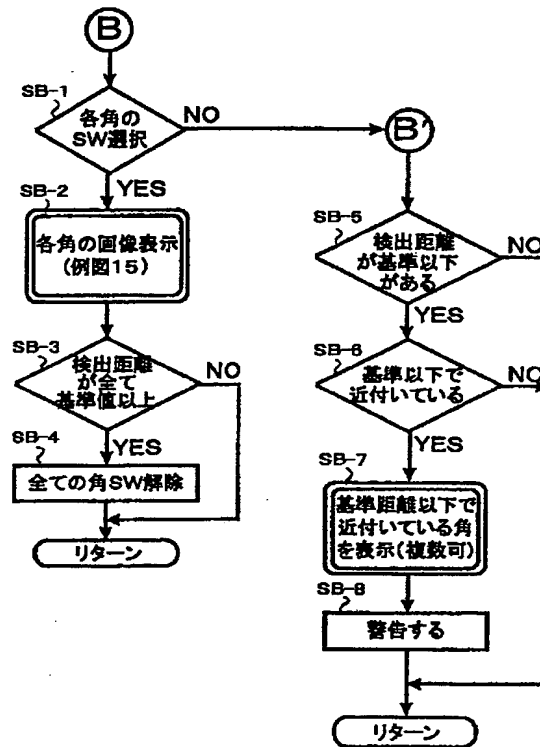 B
SB-1
各角の
SW選択
NO
YES
SB-2
各角の画像表示
(例図15)
SB-3
検出距離
が全て
基準値以上
NO
YES
SB-4
全ての角SW解除
リターン
B'
SB-5
検出距離
が基準以下
がある
NO
YES
SB-6
基準以下で
近付いている
NO
YES
SB-7
基準距離以下で
近付いている角
を表示(複数可)
SB-8
警告する
リターン